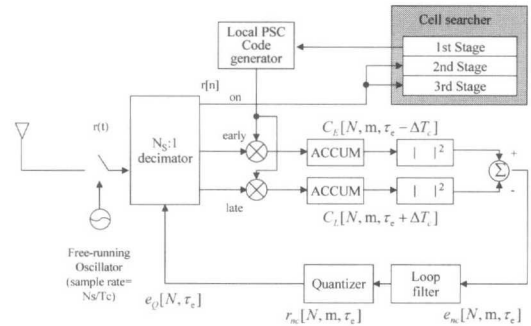 Cell searcher
Local PSC
Code
generator
1st Stage
2nd Stage
3rd Stage
r[n]
on
r(t)
N_S:1
decimator
early
late
C_E[N, m, τ_e − ΔT_c]
ACCUM
| |²
+
Σ
-
ACCUM
| |²
C_L[N, m, τ_e + ΔT_c]
Free-running
Oscillator
(sample rate=
Ns/Tc)
e_Q[N, τ_e]
Quantizer
Loop
filter
r_nc[N, m, τ_e]
e_nc[N, m, τ_e]